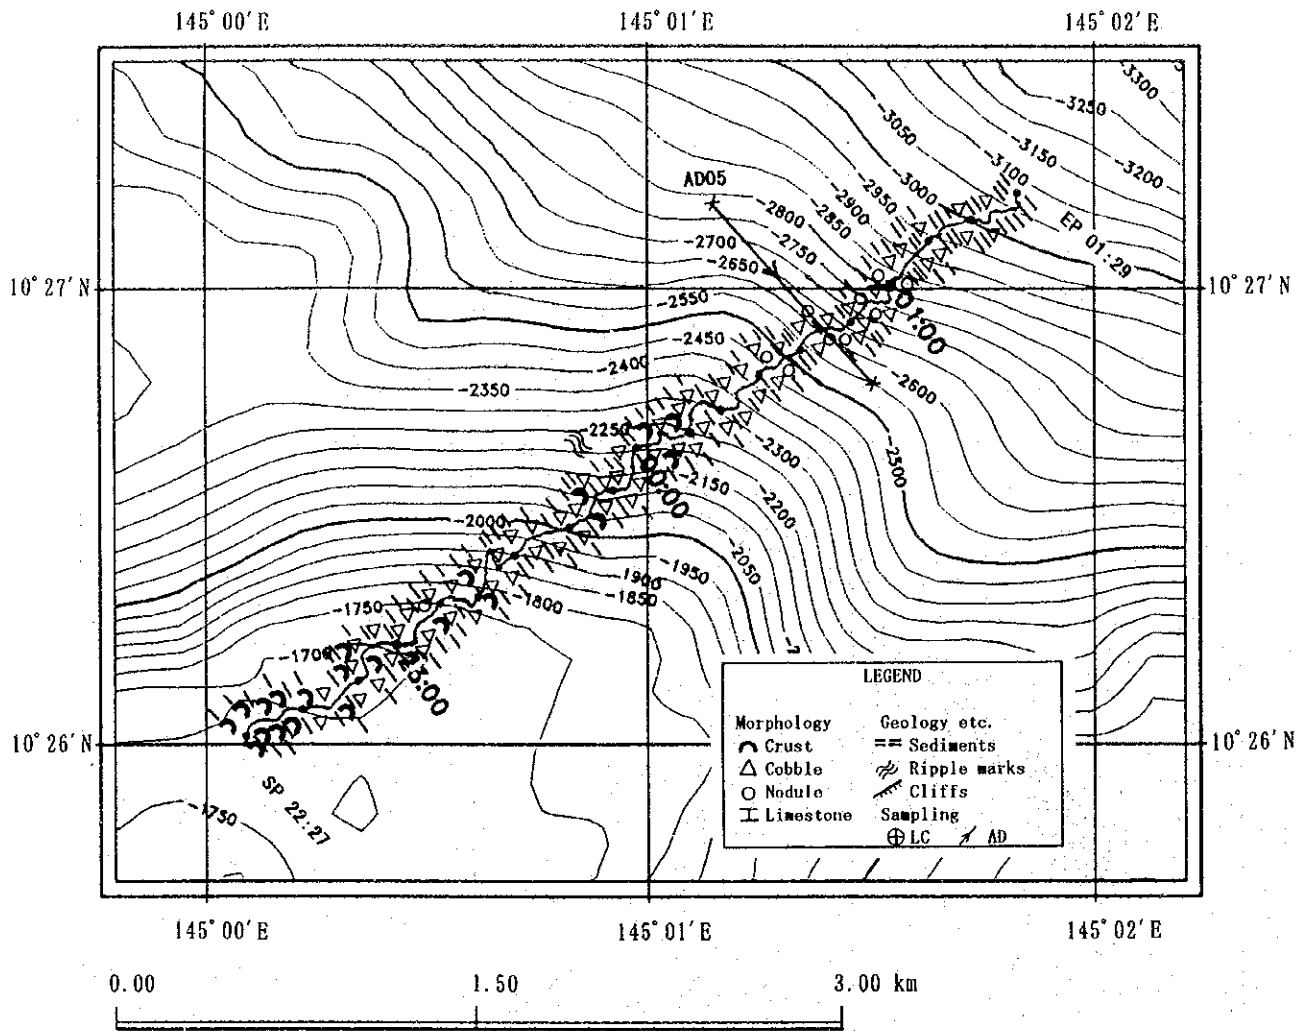 145° 00′ E 145° 01′ E 145° 02′ E
-3300
-3250
-3050
-3150
-3000
-3100
-3200
-2950
AD05
-2900
-2800
-2850
-2700
-2750
EP 01:29
-2650
10° 27′ N 10° 27′ N
-2550
01:00
-2450
-2400
-2600
-2350
-2250
-2300
-2500
00:00
-2150
-2200
-2000
-2050
-1950
-1900
-1850
-1750
-1800
-1700
23:00
10° 26′ N 10° 26′ N
SP 22:27
-1750
LEGEND
Morphology Geology etc.
Crust Sediments
Cobble Ripple marks
Nodule Cliffs
Limestone Sampling
LC AD
145° 00′ E 145° 01′ E 145° 02′ E
0.00 1.50 3.00 km